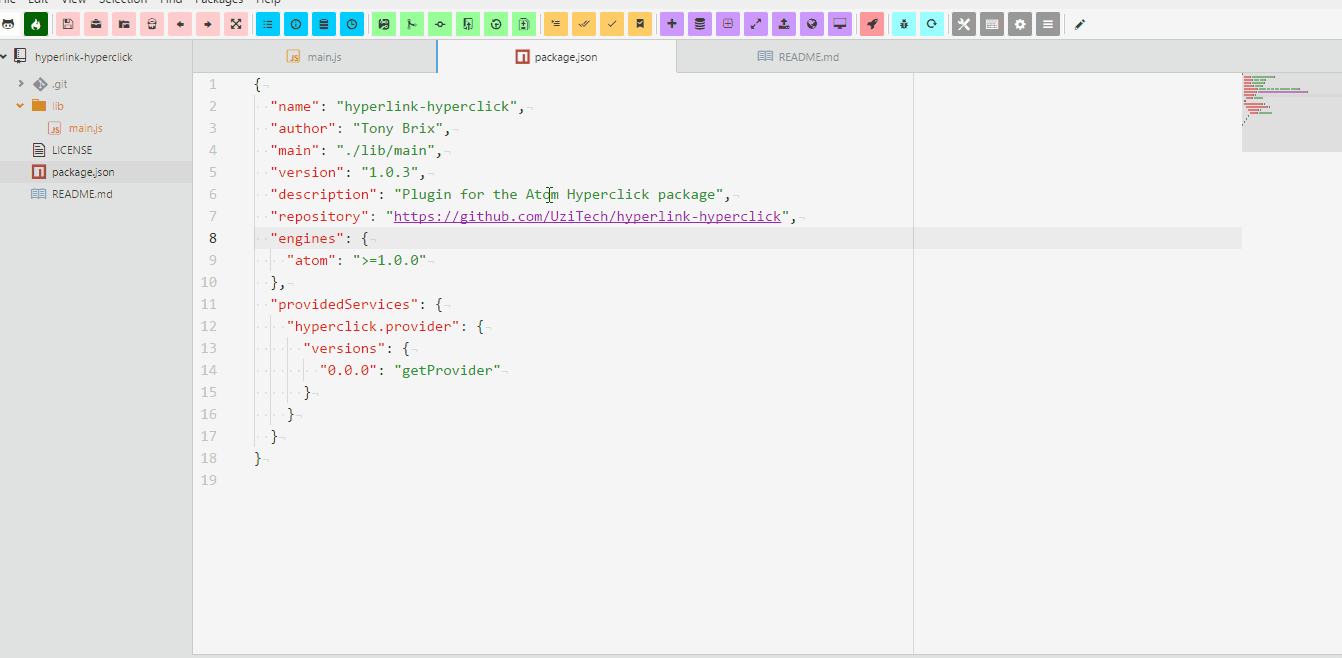 File Edit View Selection Find Packages Help
hyperlink-hyperclick
.git
lib
main.js
LICENSE
package.json
README.md
main.js
package.json
README.md
1 {
2 "name": "hyperlink-hyperclick",
3 "author": "Tony Brix",
4 "main": "./lib/main",
5 "version": "1.0.3",
6 "description": "Plugin for the Atom Hyperclick package",
7 "repository": "https://github.com/UziTech/hyperlink-hyperclick",
8 "engines": {
9 "atom": ">=1.0.0"
10 },
11 "providedServices": {
12 "hyperclick.provider": {
13 "versions": {
14 "0.0.0": "getProvider"
15 }
16 }
17 }
18 }
19